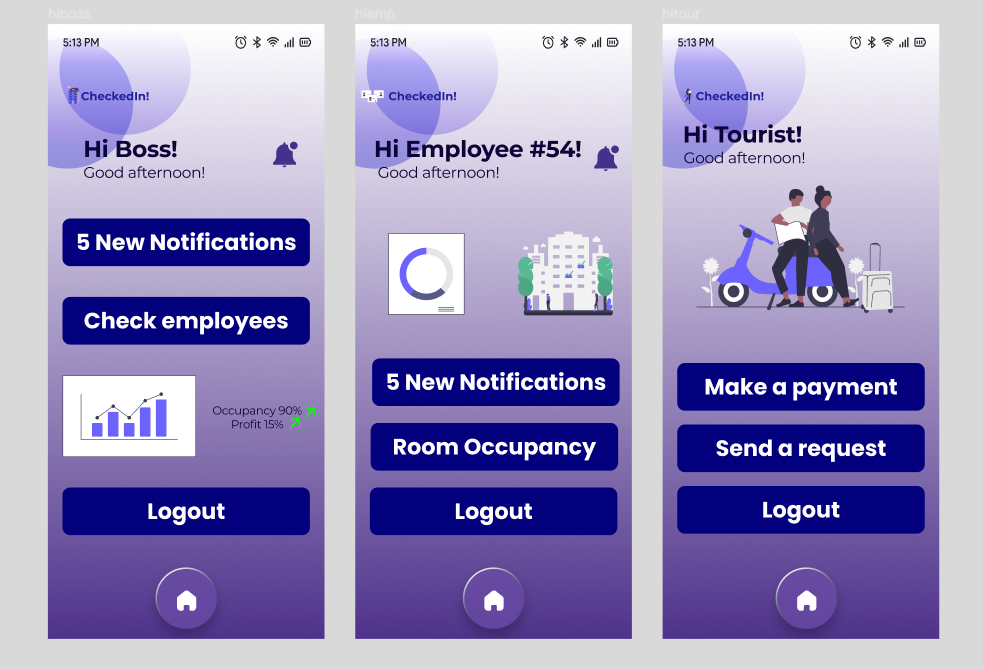 hiboss
5:13 PM
CheckedIn!
Hi Boss!
Good afternoon!
5 New Notifications
Check employees
Occupancy 90%
Profit 15%
Logout
hiemp
5:13 PM
CheckedIn!
Hi Employee #54!
Good afternoon!
5 New Notifications
Room Occupancy
Logout
hitour
5:13 PM
CheckedIn!
Hi Tourist!
Good afternoon!
Make a payment
Send a request
Logout